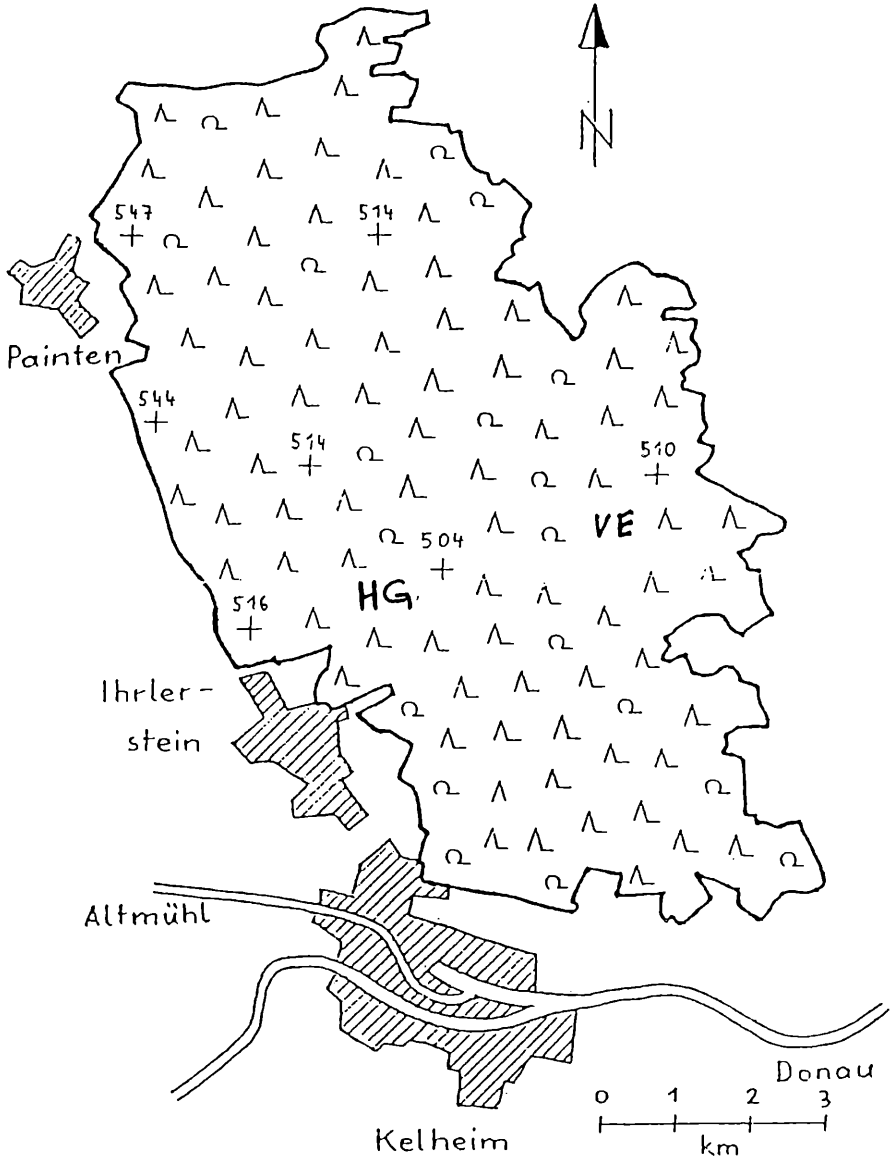 N
547
514
Painten
544
514
510
VE
504
HG.
516
Ihrler-
stein
Altmühl
Donau
0 1 2 3
km
Kelheim